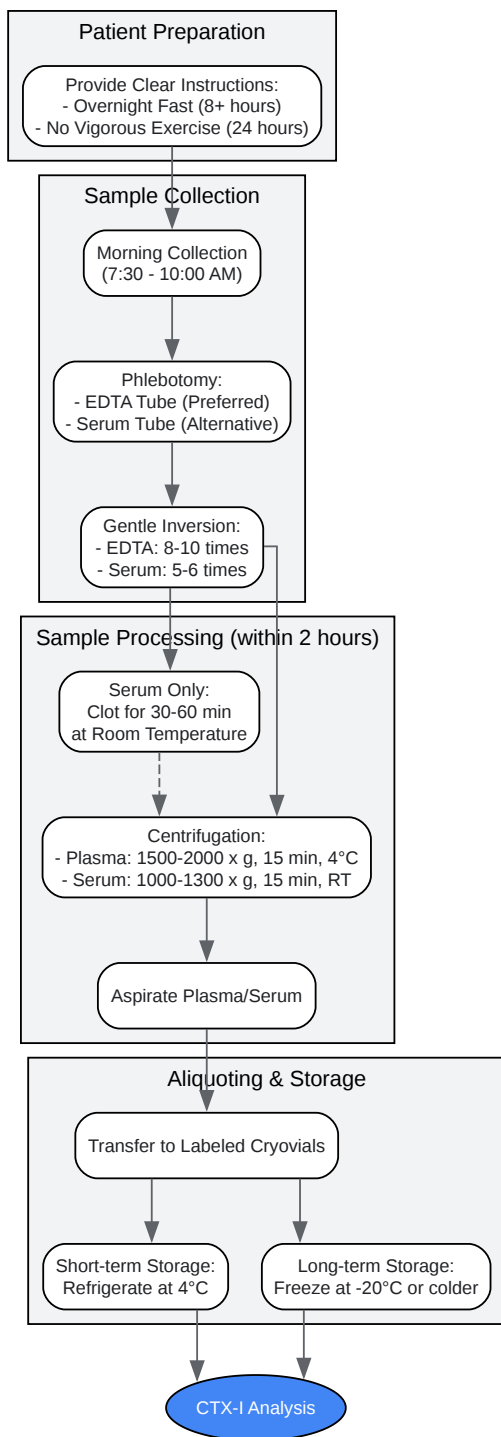 Patient Preparation
Provide Clear Instructions:
- Overnight Fast (8+ hours)
- No Vigorous Exercise (24 hours)
Sample Collection
Morning Collection
(7:30 - 10:00 AM)
Phlebotomy:
- EDTA Tube (Preferred)
- Serum Tube (Alternative)
Gentle Inversion:
- EDTA: 8-10 times
- Serum: 5-6 times
Sample Processing (within 2 hours)
Serum Only:
Clot for 30-60 min
at Room Temperature
Centrifugation:
- Plasma: 1500-2000 x g, 15 min, 4°C
- Serum: 1000-1300 x g, 15 min, RT
Aspirate Plasma/Serum
Aliquoting & Storage
Transfer to Labeled Cryovials
Short-term Storage:
Refrigerate at 4°C
Long-term Storage:
Freeze at -20°C or colder
CTX-I Analysis